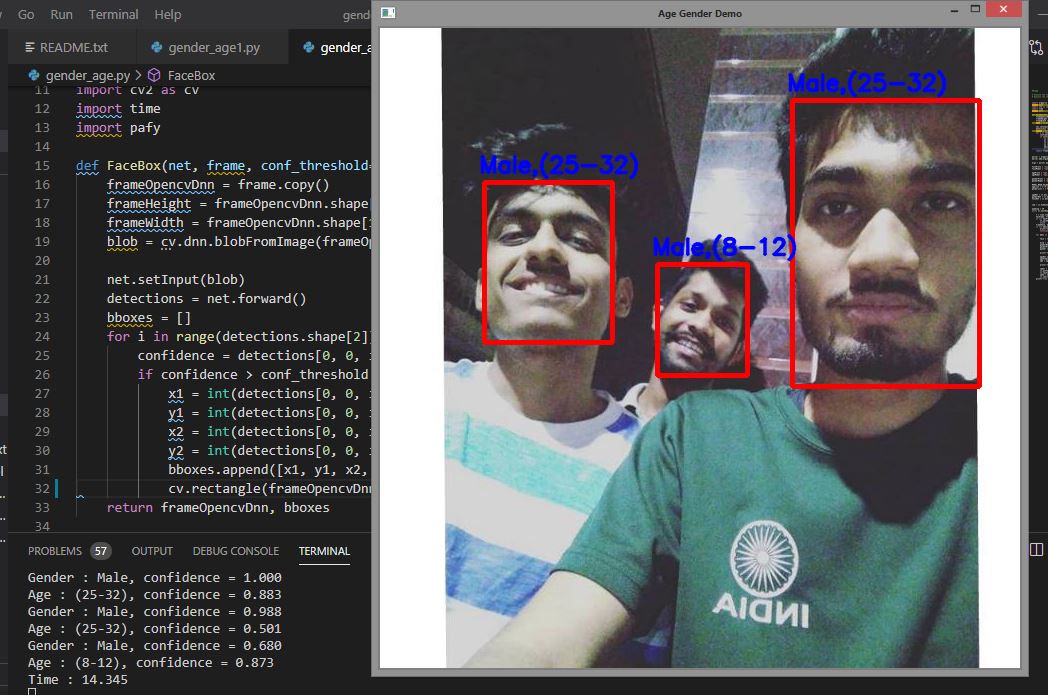 Go Run Terminal Help
Age Gender Demo
README.txt gender_age1.py
gender_age.py > FaceBox
11 import cv2 as cv
12 import time
13 import pafy
14
15 def FaceBox(net, frame, conf_threshold=
16 frameOpencvDnn = frame.copy()
17 frameHeight = frameOpencvDnn.shape[
18 frameWidth = frameOpencvDnn.shape[1
19 blob = cv.dnn.blobFromImage(frameOp
20
21 net.setInput(blob)
22 detections = net.forward()
23 bboxes = []
24 for i in range(detections.shape[2]
25 confidence = detections[0, 0, i
26 if confidence > conf_threshold
27 x1 = int(detections[0, 0, i
28 y1 = int(detections[0, 0, i
29 x2 = int(detections[0, 0, i
30 y2 = int(detections[0, 0, i
31 bboxes.append([x1, y1, x2,
32 cv.rectangle(frameOpencvDnn
33 return frameOpencvDnn, bboxes
34
PROBLEMS 57 OUTPUT DEBUG CONSOLE TERMINAL
Gender : Male, confidence = 1.000
Age : (25-32), confidence = 0.883
Gender : Male, confidence = 0.988
Age : (25-32), confidence = 0.501
Gender : Male, confidence = 0.680
Age : (8-12), confidence = 0.873
Time : 14.345
Male,(25-32)
Male,(25-32)
Male,(8-12)
INDIA